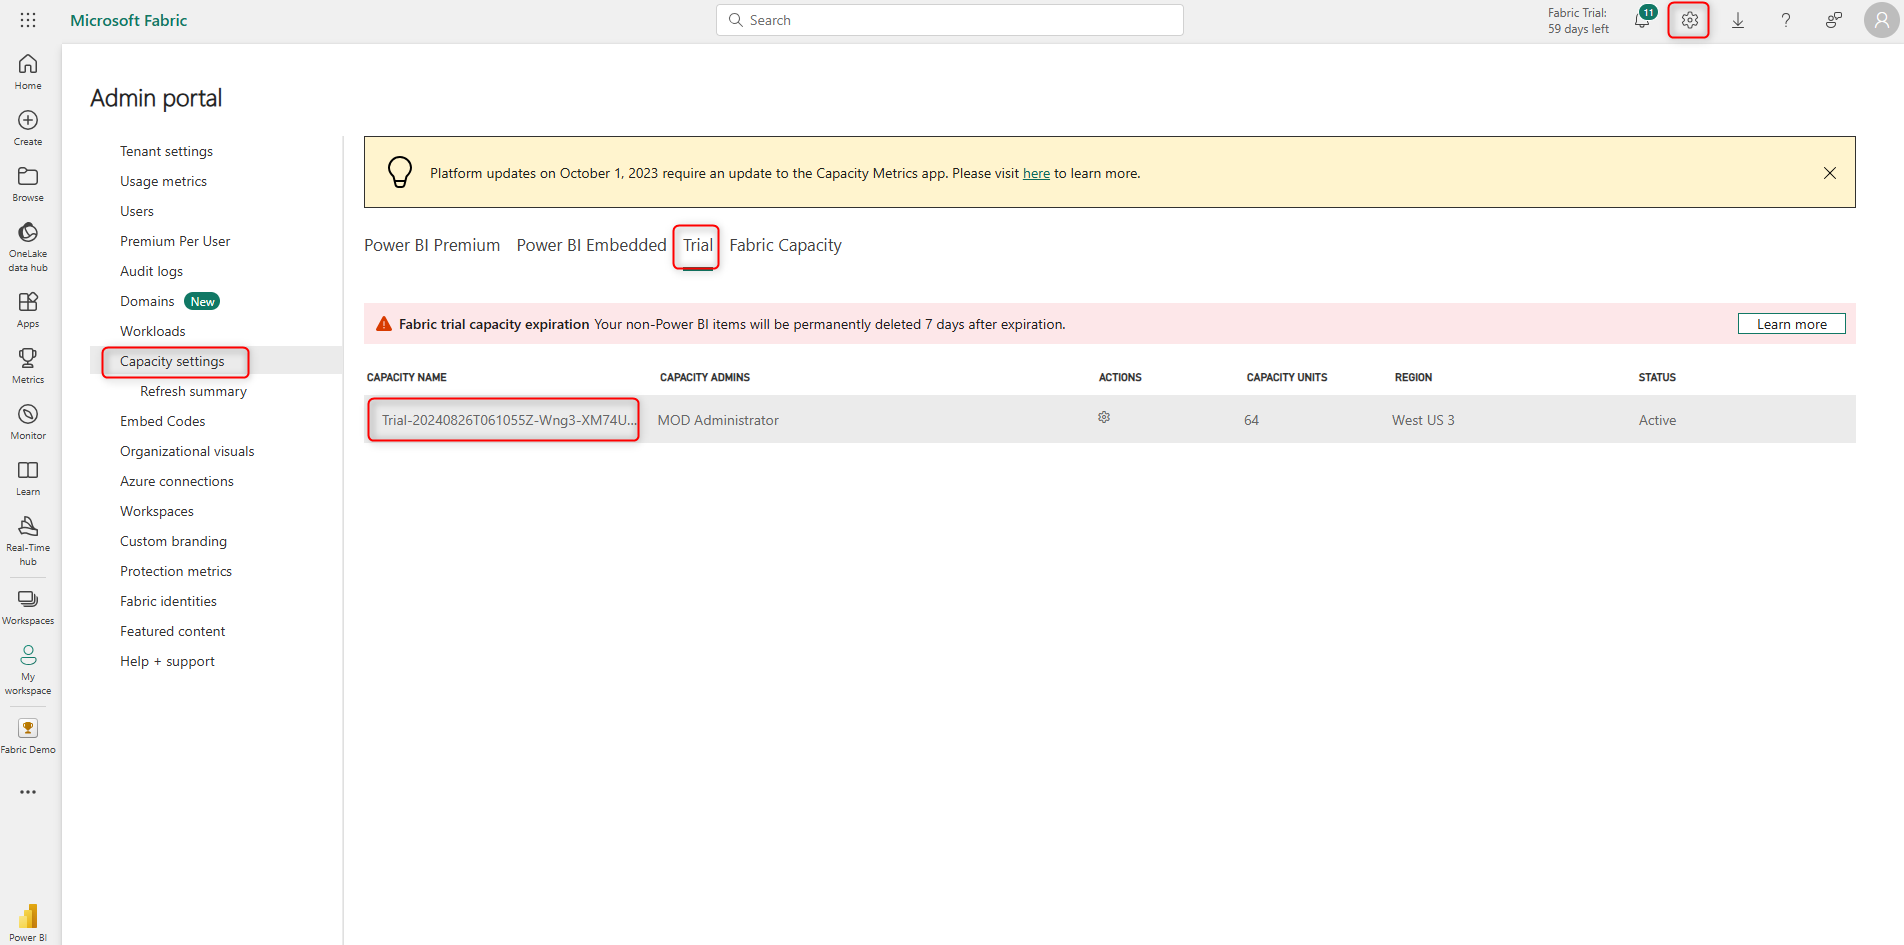 Microsoft Fabric
Search
Fabric Trial:
59 days left
11
?
Home
Create
Browse
OneLake
data hub
Apps
Metrics
Monitor
Learn
Real-Time
hub
Workspaces
My
workspace
Fabric Demo
Power BI
Admin portal
Tenant settings
Usage metrics
Users
Premium Per User
Audit logs
Domains New
Workloads
Capacity settings
Refresh summary
Embed Codes
Organizational visuals
Azure connections
Workspaces
Custom branding
Protection metrics
Fabric identities
Featured content
Help + support
Platform updates on October 1, 2023 require an update to the Capacity Metrics app. Please visit here to learn more.
Power BI Premium Power BI Embedded Trial Fabric Capacity
Fabric trial capacity expiration Your non-Power BI items will be permanently deleted 7 days after expiration. Learn more
CAPACITY NAME CAPACITY ADMINS ACTIONS CAPACITY UNITS REGION STATUS
Trial-20240826T061055Z-Wng3-XM74U... MOD Administrator 64 West US 3 Active